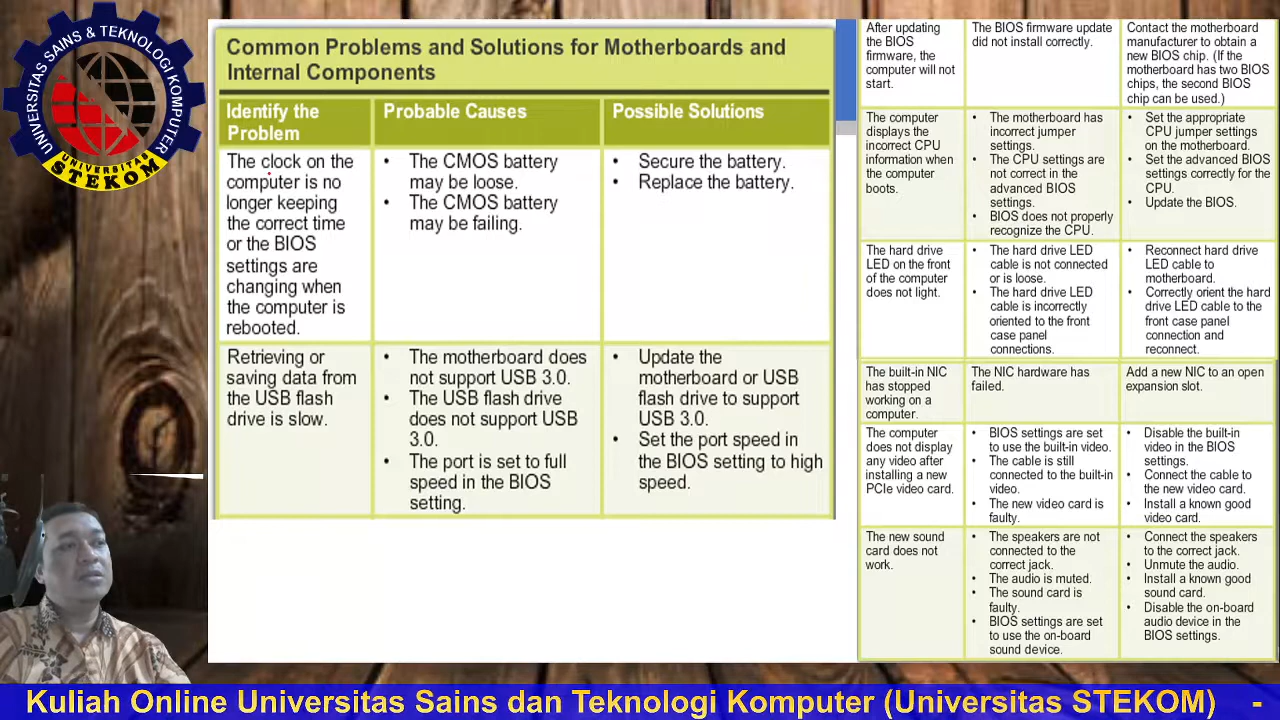 UNIVERSITAS SAINS & TEKNOLOGI KOMPUTER
UNIVERSITAS
STEKOM
Common Problems and Solutions for Motherboards and
Internal Components
Identify the
Problem
Probable Causes
Possible Solutions
The clock on the
computer is no
longer keeping
the correct time
or the BIOS
settings are
changing when
the computer is
rebooted.
• The CMOS battery
may be loose.
• The CMOS battery
may be failing.
• Secure the battery.
• Replace the battery.
Retrieving or
saving data from
the USB flash
drive is slow.
• The motherboard does
not support USB 3.0.
• The USB flash drive
does not support USB
3.0.
• The port is set to full
speed in the BIOS
setting.
• Update the
motherboard or USB
flash drive to support
USB 3.0.
• Set the port speed in
the BIOS setting to high
speed.
After updating
the BIOS
firmware, the
computer will not
start.
The BIOS firmware update
did not install correctly.
Contact the motherboard
manufacturer to obtain a
new BIOS chip. (If the
motherboard has two BIOS
chips, the second BIOS
chip can be used.)
The computer
displays the
incorrect CPU
information when
the computer
boots.
• The motherboard has
incorrect jumper
settings.
• The CPU settings are
not correct in the
advanced BIOS
settings.
• BIOS does not properly
recognize the CPU.
• Set the appropriate
CPU jumper settings
on the motherboard.
• Set the advanced BIOS
settings correctly for the
CPU.
• Update the BIOS.
The hard drive
LED on the front
of the computer
does not light.
• The hard drive LED
cable is not connected
or is loose.
• The hard drive LED
cable is incorrectly
oriented to the front
case panel
connections.
• Reconnect hard drive
LED cable to
motherboard.
• Correctly orient the hard
drive LED cable to the
front case panel
connection and
reconnect.
The built-in NIC
has stopped
working on a
computer.
The NIC hardware has
failed.
Add a new NIC to an open
expansion slot.
The computer
does not display
any video after
installing a new
PCIe video card.
• BIOS settings are set
to use the built-in video.
• The cable is still
connected to the built-in
video.
• The new video card is
faulty.
• Disable the built-in
video in the BIOS
settings.
• Connect the cable to
the new video card.
• Install a known good
video card.
The new sound
card does not
work.
• The speakers are not
connected to the
correct jack.
• The audio is muted.
• The sound card is
faulty.
• BIOS settings are set
to use the on-board
sound device.
• Connect the speakers
to the correct jack.
• Unmute the audio.
• Install a known good
sound card.
• Disable the on-board
audio device in the
BIOS settings.
Kuliah Online Universitas Sains dan Teknologi Komputer (Universitas STEKOM) -